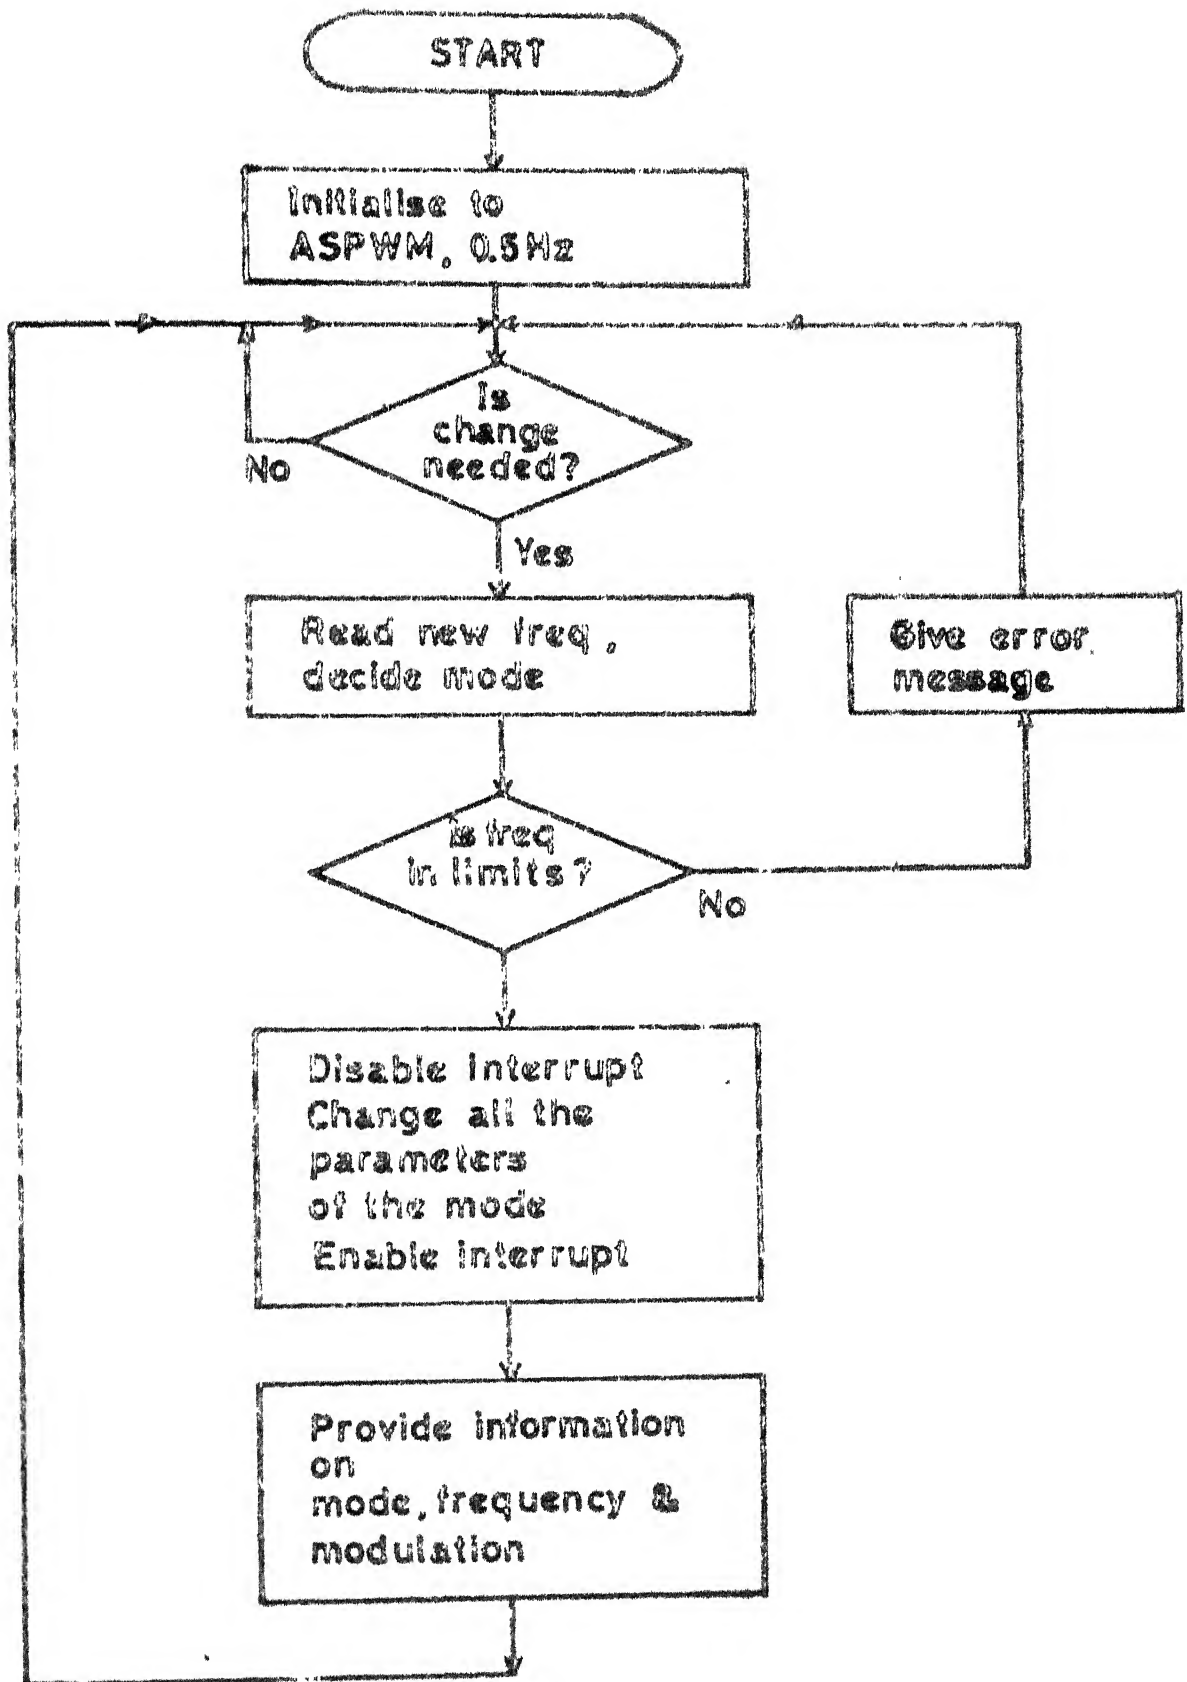 START
Initialise to
ASPWM, 0.5Hz
Is
change
needed?
No
Yes
Read new freq,
decide mode
Give error
message
is freq
in limits?
No
Disable interrupt
Change all the
parameters
of the mode
Enable interrupt
Provide information
on
mode, frequency &
modulation